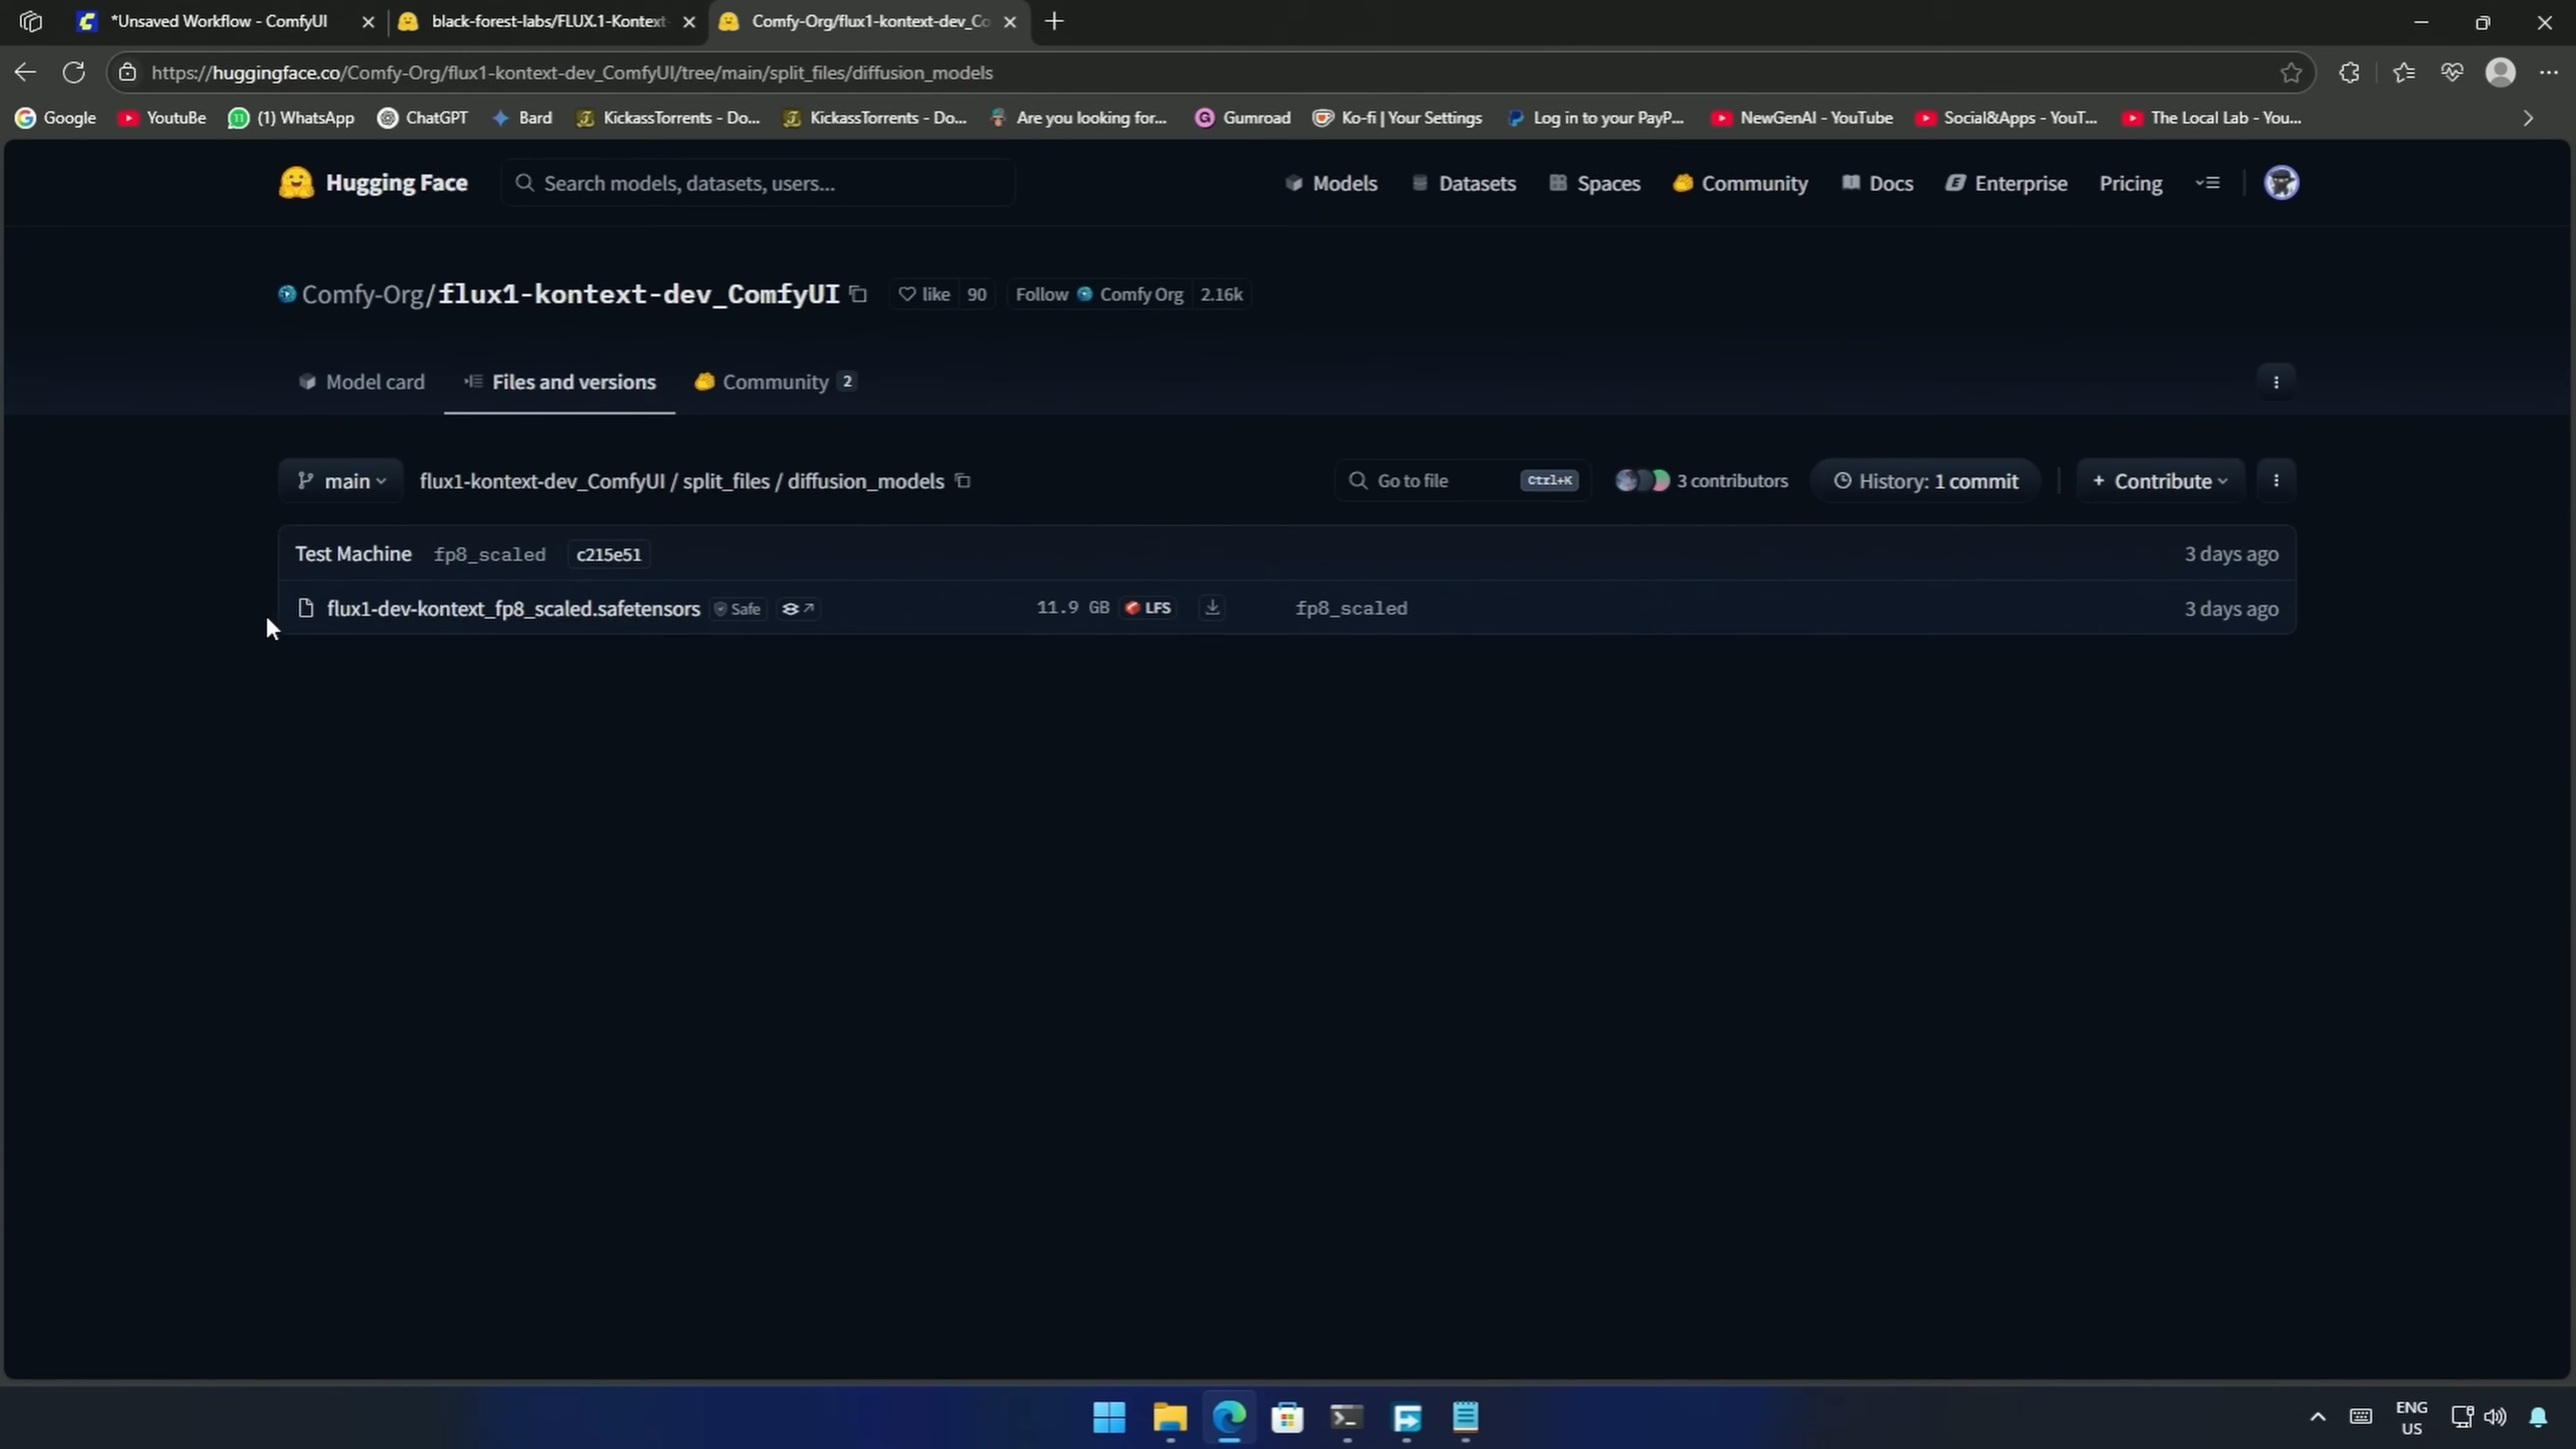 *Unsaved Workflow - ComfyUI
black-forest-labs/FLUX.1-Kontext-
Comfy-Org/flux1-kontext-dev_Co
https://huggingface.co/Comfy-Org/flux1-kontext-dev_ComfyUI/tree/main/split_files/diffusion_models
Google YoutuBe (1) WhatsApp ChatGPT Bard KickassTorrents - Do... KickassTorrents - Do... Are you looking for... Gumroad Ko-fi | Your Settings Log in to your PayP... NewGenAI - YouTube Social&Apps - YouT... The Local Lab - You...
Hugging Face Search models, datasets, users... Models Datasets Spaces Community Docs Enterprise Pricing
Comfy-Org/flux1-kontext-dev_ComfyUI like 90 Follow Comfy Org 2.16k
Model card Files and versions Community 2
main flux1-kontext-dev_ComfyUI / split_files / diffusion_models Go to file Ctrl+K 3 contributors History: 1 commit + Contribute
Test Machine fp8_scaled c215e51 3 days ago
flux1-dev-kontext_fp8_scaled.safetensors Safe 11.9 GB LFS fp8_scaled 3 days ago
ENG
US